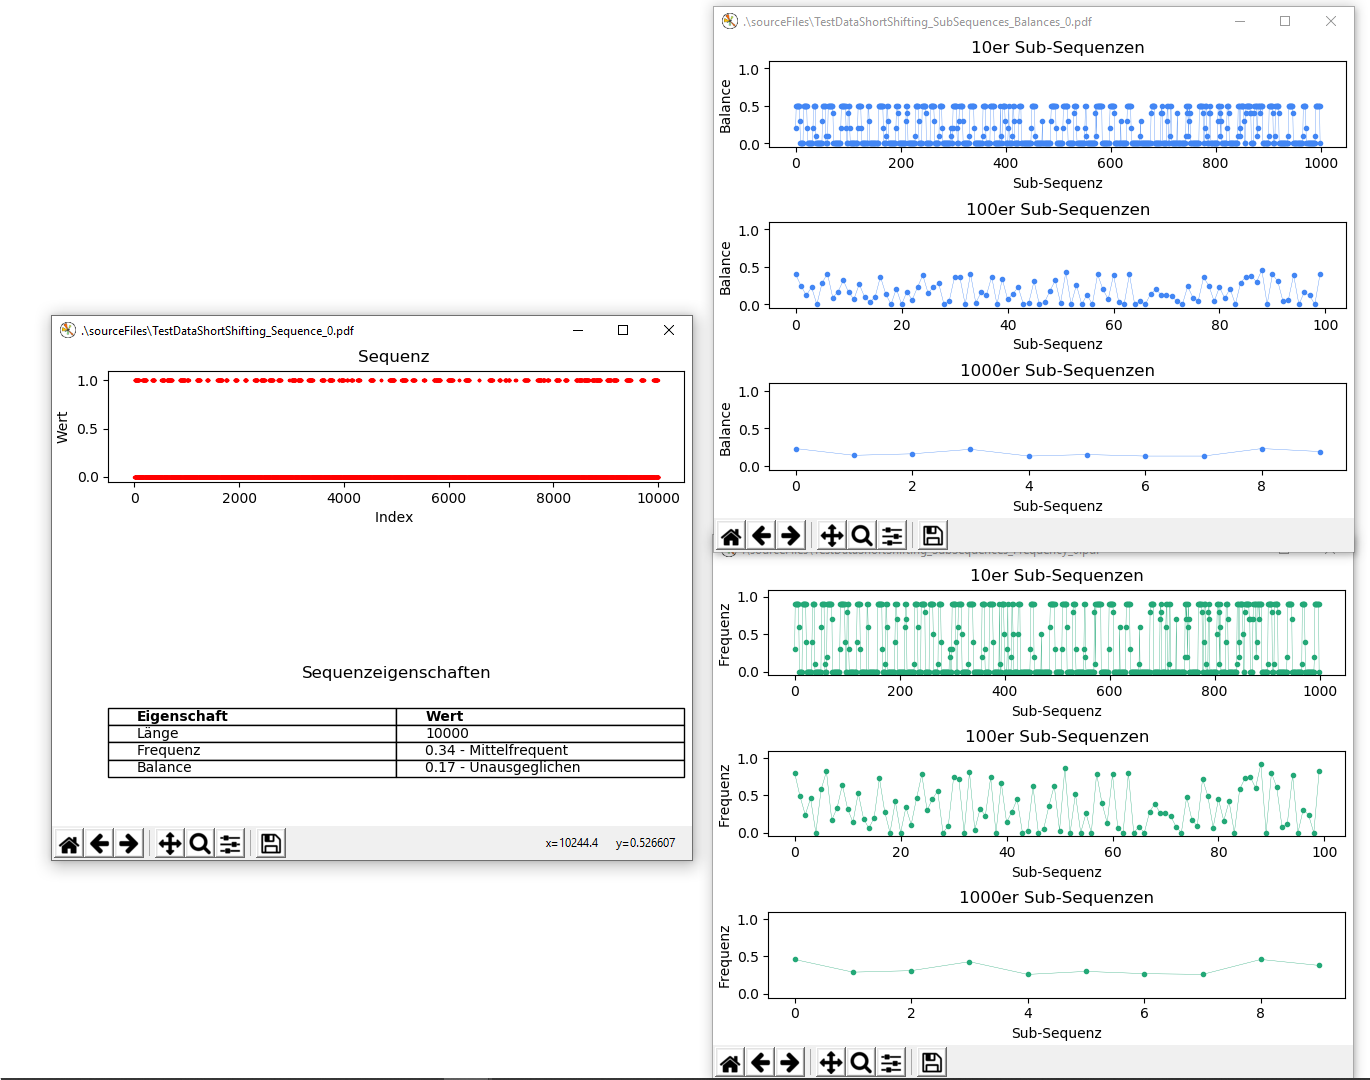 .\sourceFiles\TestDataShortShifting_Sequence_0.pdf
Sequenz
Wert
1.0
0.5
0.0
0 2000 4000 6000 8000 10000
Index
Sequenzeigenschaften
Eigenschaft Wert
Länge 10000
Frequenz 0.34 - Mittelfrequent
Balance 0.17 - Unausgeglichen
x=10244.4 y=0.526607
.\sourceFiles\TestDataShortShifting_SubSequences_Balances_0.pdf
10er Sub-Sequenzen
Balance
1.0
0.5
0.0
0 200 400 600 800 1000
Sub-Sequenz
100er Sub-Sequenzen
Balance
1.0
0.5
0.0
0 20 40 60 80 100
Sub-Sequenz
1000er Sub-Sequenzen
Balance
1.0
0.5
0.0
0 2 4 6 8
Sub-Sequenz
.\sourceFiles\TestDataShortShifting_SubSequences_Frequency_0.pdf
10er Sub-Sequenzen
Frequenz
1.0
0.5
0.0
0 200 400 600 800 1000
Sub-Sequenz
100er Sub-Sequenzen
Frequenz
1.0
0.5
0.0
0 20 40 60 80 100
Sub-Sequenz
1000er Sub-Sequenzen
Frequenz
1.0
0.5
0.0
0 2 4 6 8
Sub-Sequenz